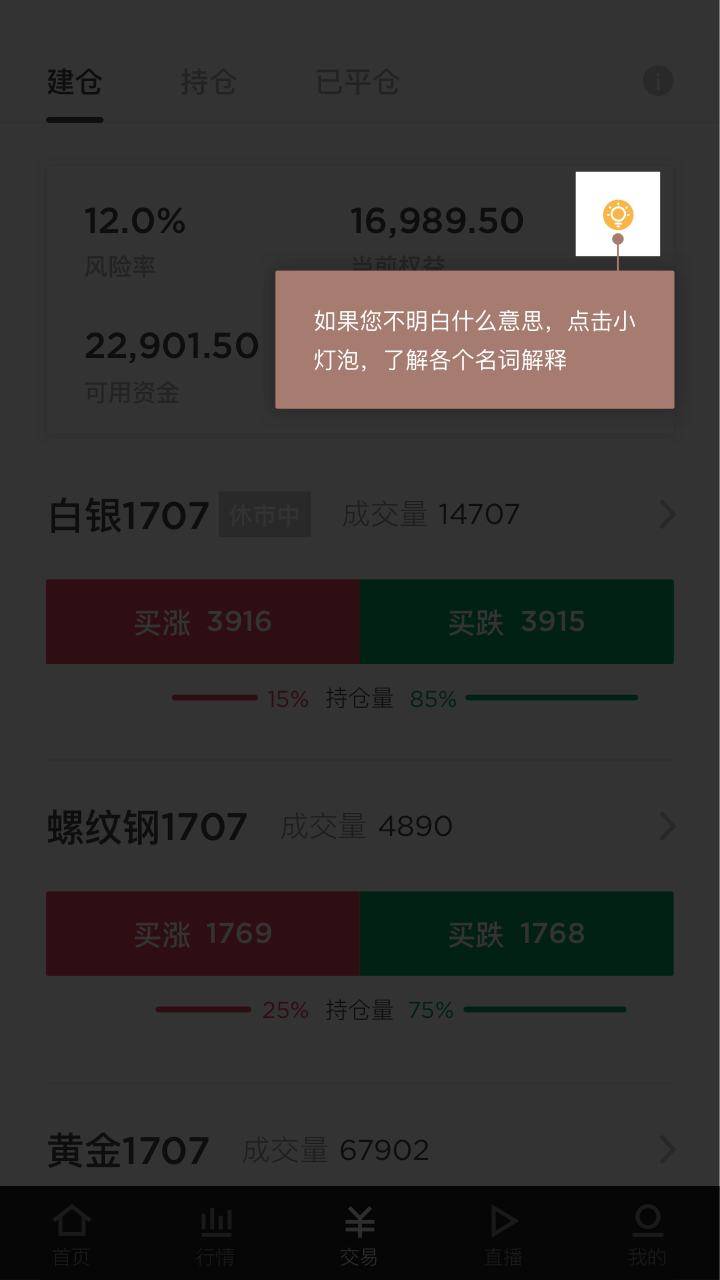 建仓 持仓 已平仓
12.0% 16,989.50
风险率 当前权益
如果您不明白什么意思，点击小
灯泡，了解各个名词解释
22,901.50
可用资金
白银1707 休市中 成交量 14707
买涨 3916 买跌 3915
15% 持仓量 85%
螺纹钢1707 成交量 4890
买涨 1769 买跌 1768
25% 持仓量 75%
黄金1707 成交量 67902
首页 行情 交易 直播 我的